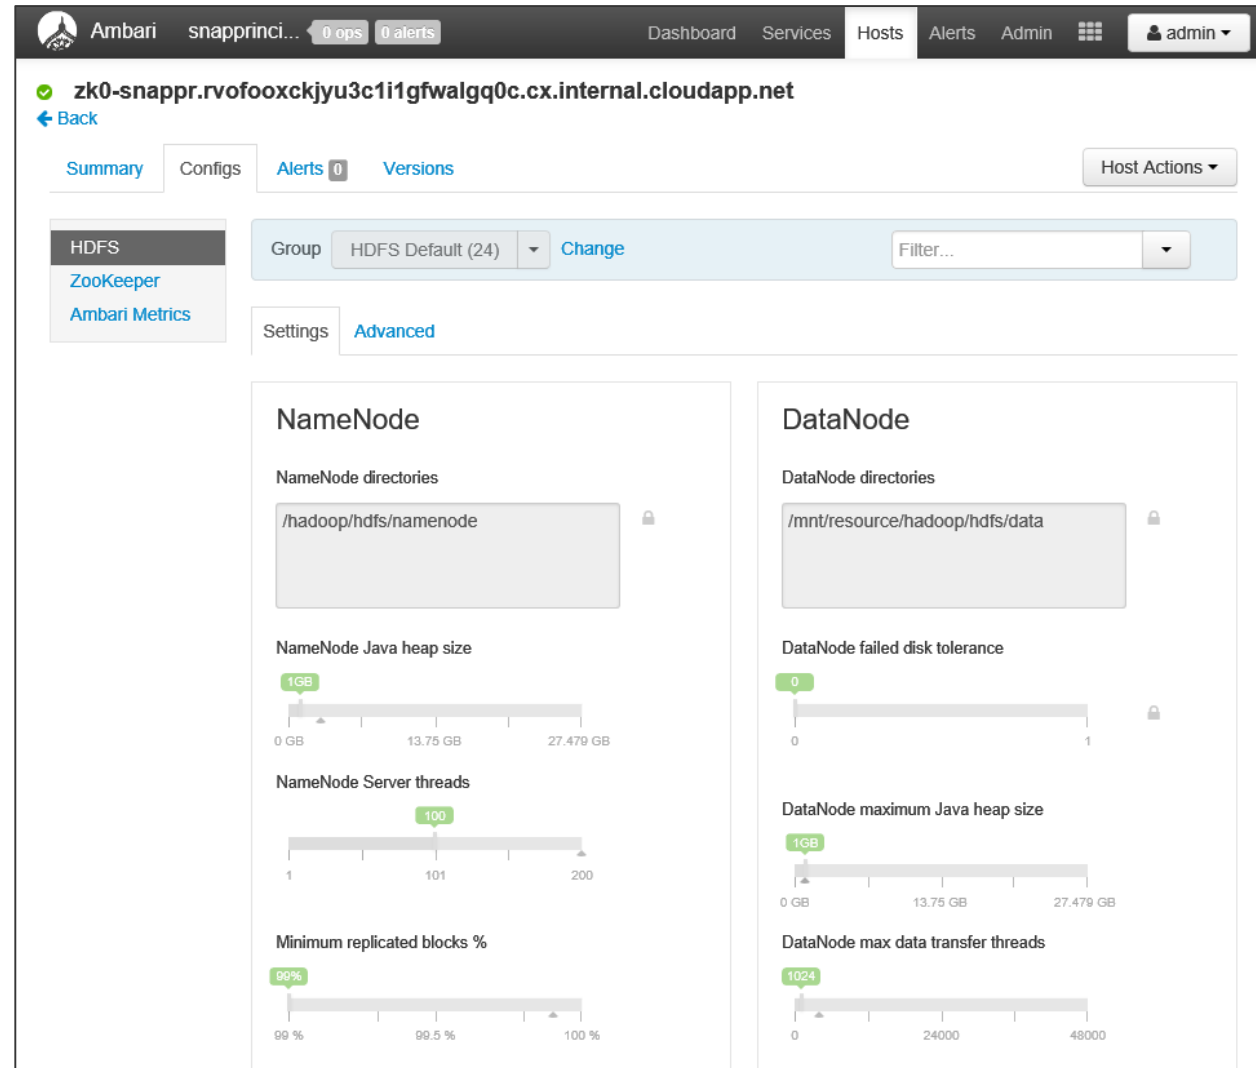 Ambari snapprinci... 0 ops 0 alerts Dashboard Services Hosts Alerts Admin admin
zk0-snappr.rvofooxckjyu3c1i1gfwalgq0c.cx.internal.cloudapp.net
Back
Summary Configs Alerts 0 Versions Host Actions
HDFS
ZooKeeper
Ambari Metrics
Group HDFS Default (24) Change Filter...
Settings Advanced
NameNode
NameNode directories
/hadoop/hdfs/namenode
NameNode Java heap size
1GB
0 GB 13.75 GB 27.479 GB
NameNode Server threads
100
1 101 200
Minimum replicated blocks %
99%
99 % 99.5 % 100 %
DataNode
DataNode directories
/mnt/resource/hadoop/hdfs/data
DataNode failed disk tolerance
0
0 1
DataNode maximum Java heap size
1GB
0 GB 13.75 GB 27.479 GB
DataNode max data transfer threads
1024
0 24000 48000